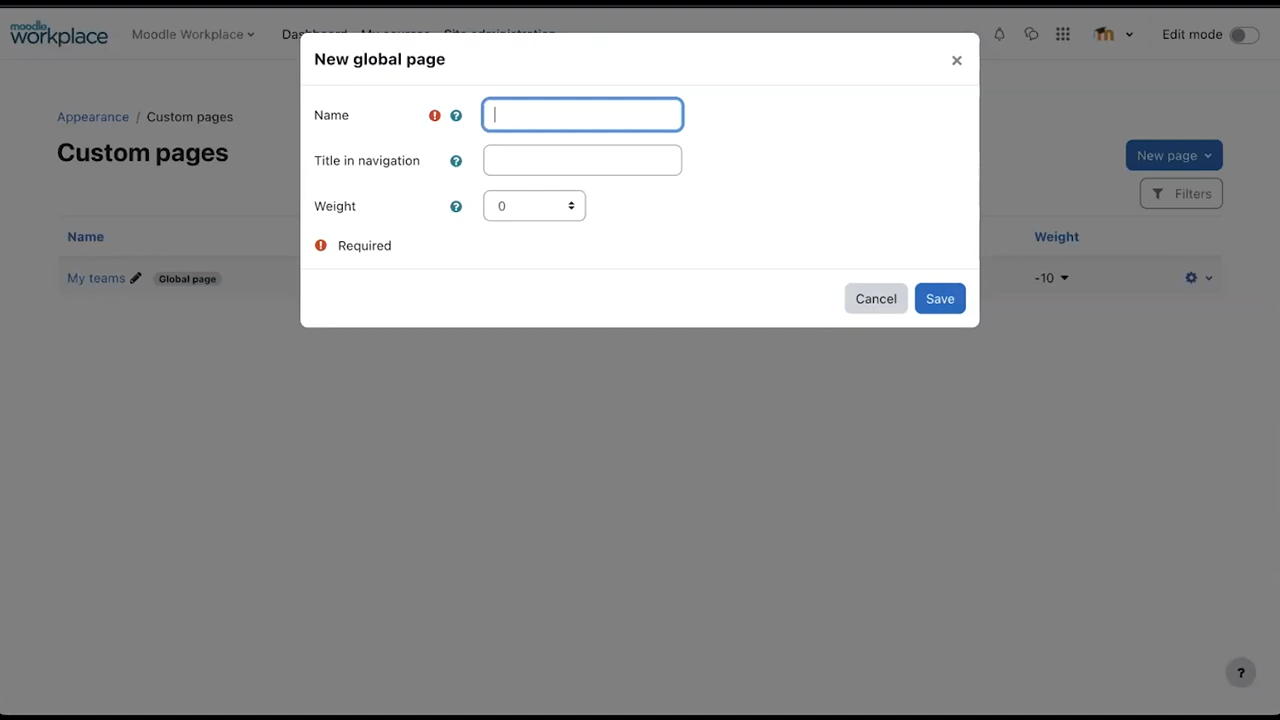 moodle
workplace
Moodle Workplace
Dashboard My courses Site administration
Edit mode
New global page
Name
Title in navigation
Weight
0
Required
Cancel
Save
Appearance / Custom pages
Custom pages
New page
Filters
Name
Weight
My teams
Global page
-10
?